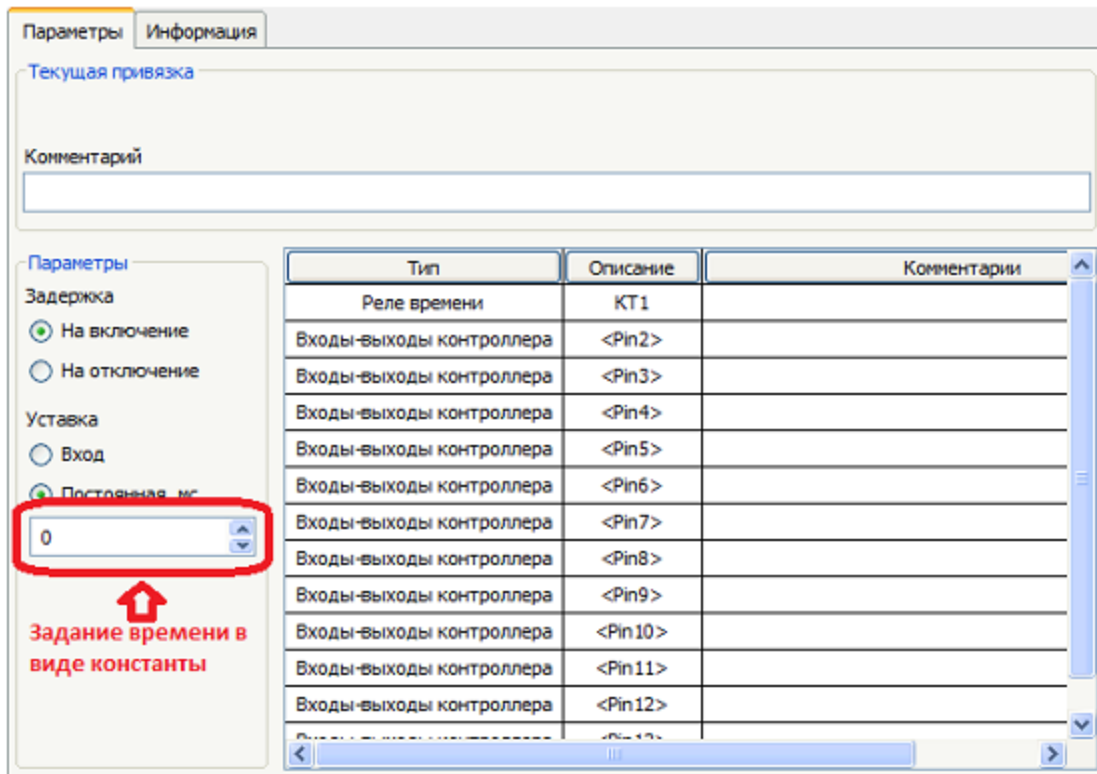 Параметры Информация
Текущая привязка
Комментарий
Параметры
Задержка
На включение
На отключение
Уставка
Вход
Постоянная, мс
0
Задание времени в
виде константы
Тип Описание Комментарии
Реле времени КТ1
Входы-выходы контроллера <Pin2>
Входы-выходы контроллера <Pin3>
Входы-выходы контроллера <Pin4>
Входы-выходы контроллера <Pin5>
Входы-выходы контроллера <Pin6>
Входы-выходы контроллера <Pin7>
Входы-выходы контроллера <Pin8>
Входы-выходы контроллера <Pin9>
Входы-выходы контроллера <Pin10>
Входы-выходы контроллера <Pin11>
Входы-выходы контроллера <Pin12>